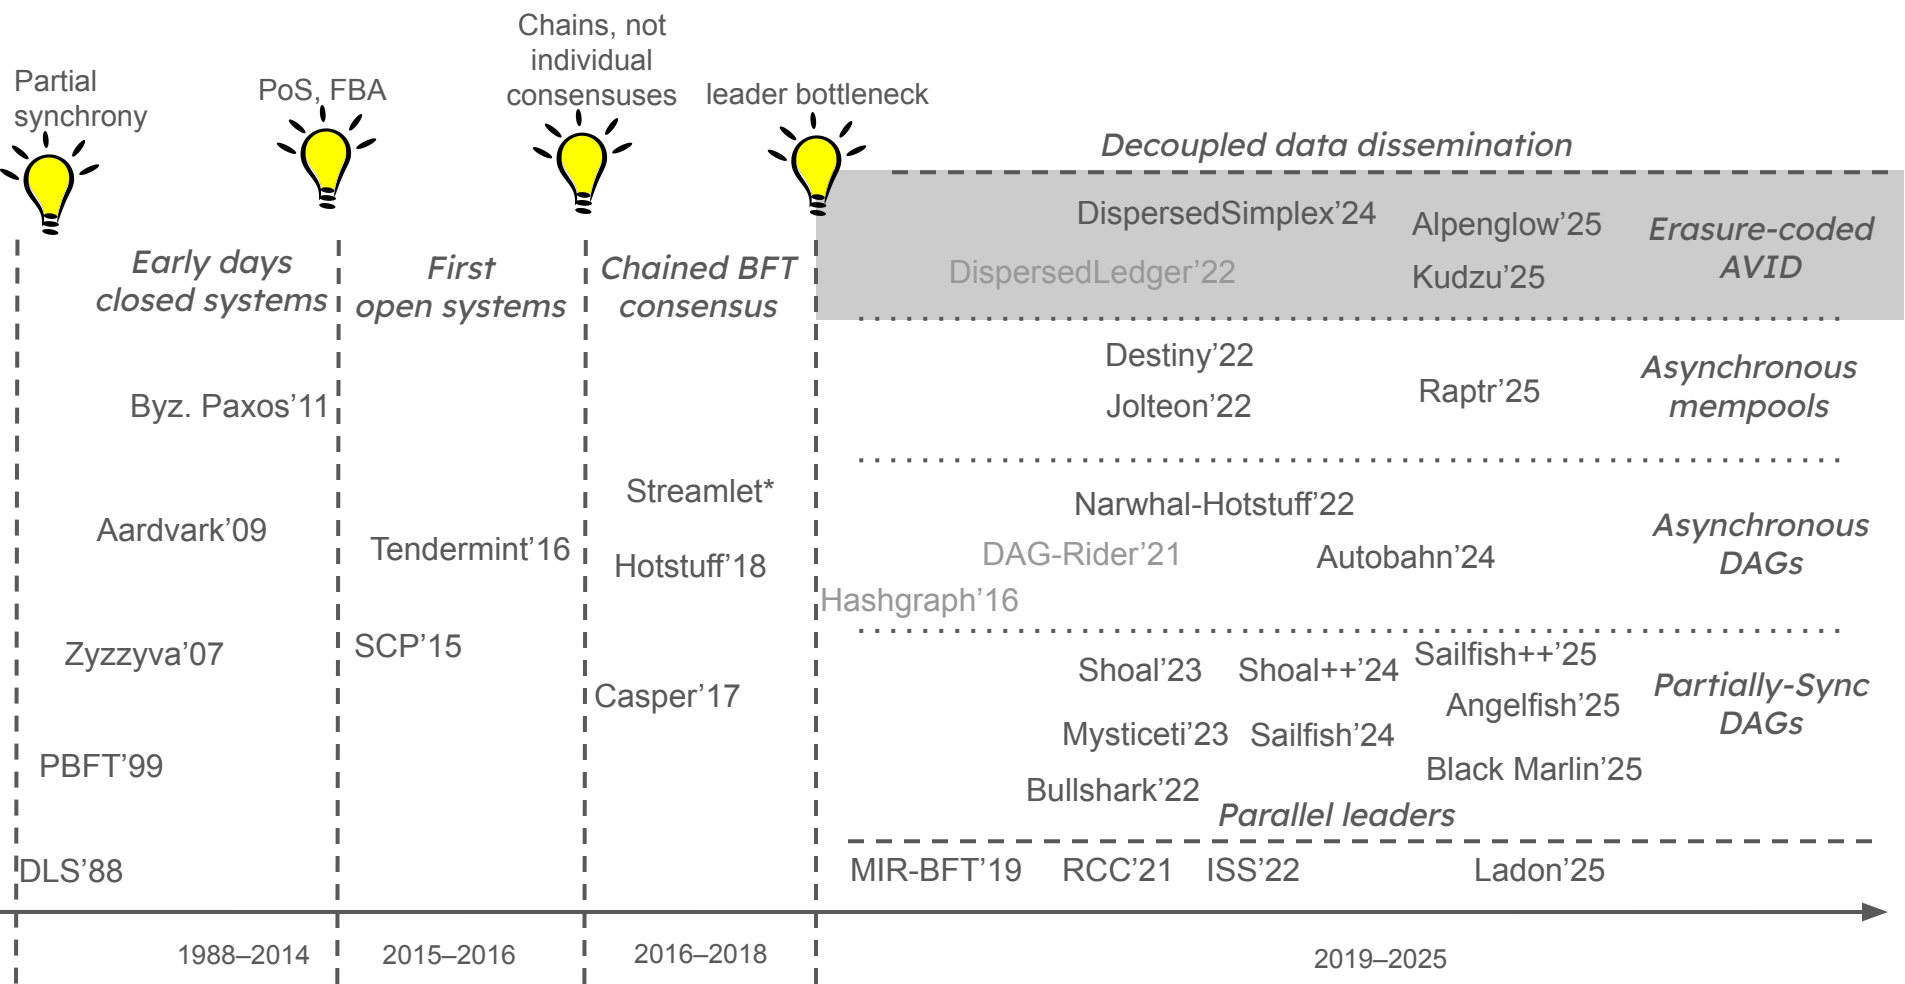 Partial
synchrony
PoS, FBA
Chains, not
individual
consensuses
leader bottleneck
Early days
closed systems
Byz. Paxos’11
Aardvark’09
Zyzzyva’07
PBFT’99
DLS’88
First
open systems
Tendermint’16
SCP’15
Chained BFT
consensus
Streamlet*
Hotstuff’18
Casper’17
Decoupled data dissemination
DispersedSimplex’24
Alpenglow’25
DispersedLedger’22
Kudzu’25
Erasure-coded
AVID
Destiny’22
Jolteon’22
Raptr’25
Asynchronous
mempools
Narwhal-Hotstuff’22
DAG-Rider’21
Autobahn’24
Hashgraph’16
Asynchronous
DAGs
Shoal’23
Shoal++’24
Sailfish++’25
Angelfish’25
Mysticeti’23
Sailfish’24
Black Marlin’25
Bullshark’22
Partially-Sync
DAGs
Parallel leaders
MIR-BFT’19
RCC’21
ISS’22
Ladon’25
1988–2014
2015–2016
2016–2018
2019–2025